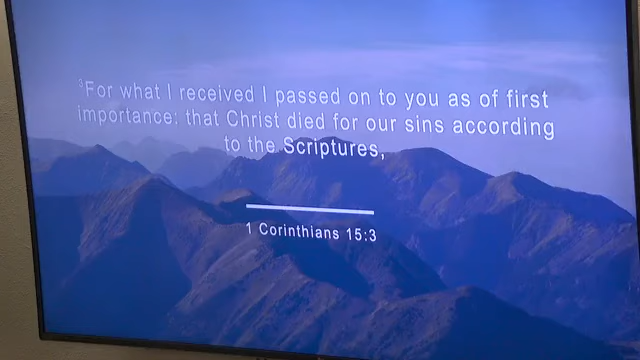 ³For what I received I passed on to you as of first
importance: that Christ died for our sins according
to the Scriptures,
1 Corinthians 15:3